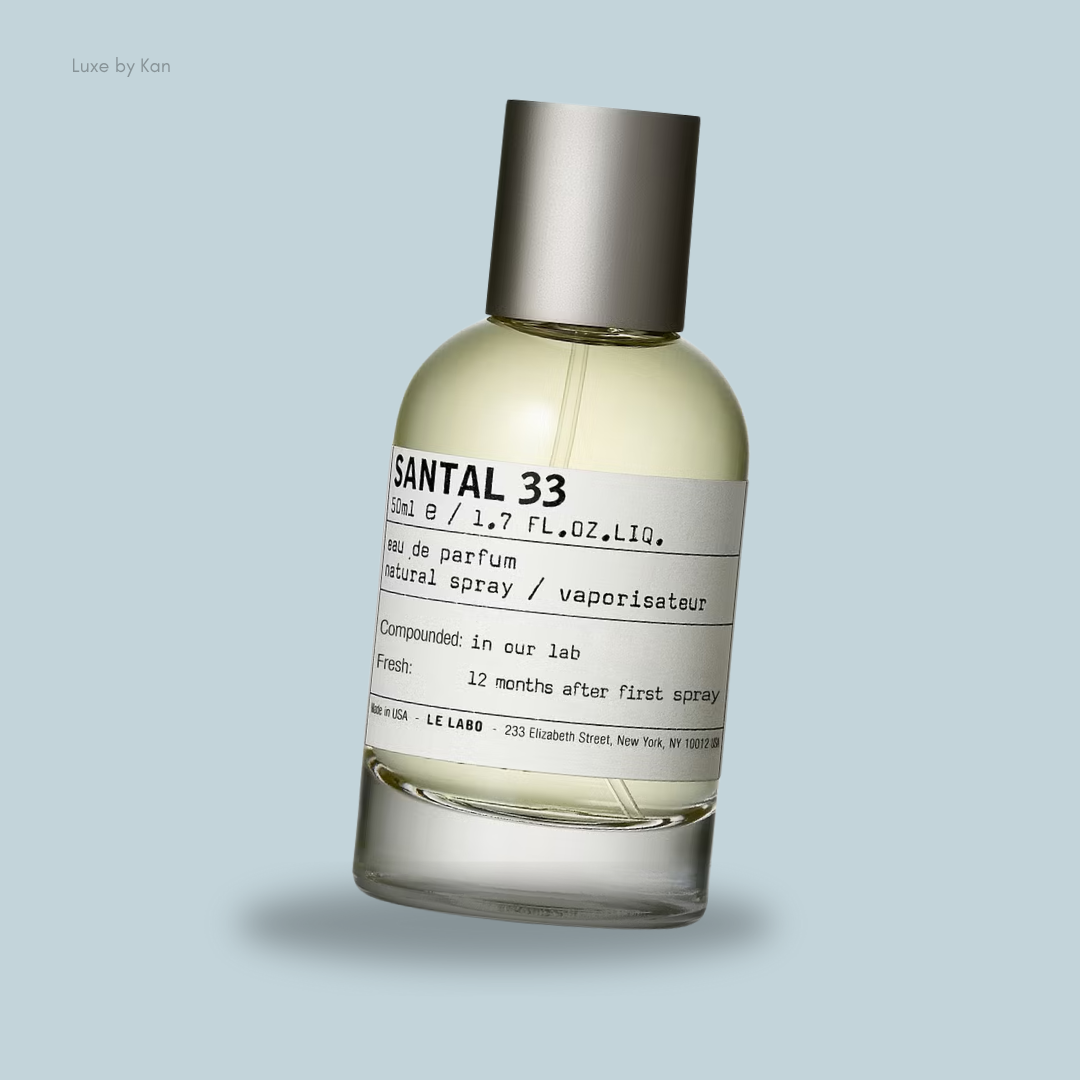 Luxe by Kan
SANTAL 33
50ml e / 1.7 FL.OZ.LIQ.
eau de parfum
natural spray / vaporisateur
Compounded: in our lab
Fresh: 12 months after first spray
Made in USA - LE LABO - 233 Elizabeth Street, New York, NY 10012 USA